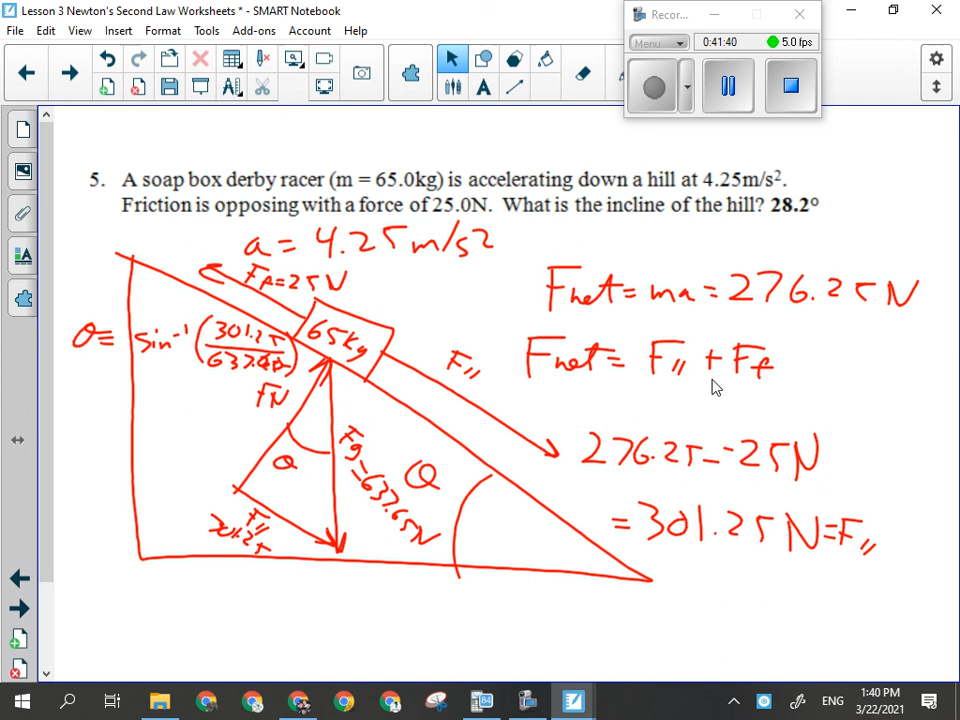 Lesson 3 Newton's Second Law Worksheets * - SMART Notebook
Recor...
File Edit View Insert Format Tools Add-ons Account Help
Menu
0:41:40
5.0 fps
5. A soap box derby racer (m = 65.0kg) is accelerating down a hill at 4.25m/s².
Friction is opposing with a force of 25.0N. What is the incline of the hill? 28.2°
a = 4.25m/s²
Ff=25N
Fnet = ma = 276.25N
θ= sin⁻¹(301.25/637.65)
65kg
F//
Fnet = F// + Ff
FN
θ
Fg=637.65N
θ
276.25 - -25N
F//
301.25
= 301.25N=F//
ENG
1:40 PM
3/22/2021